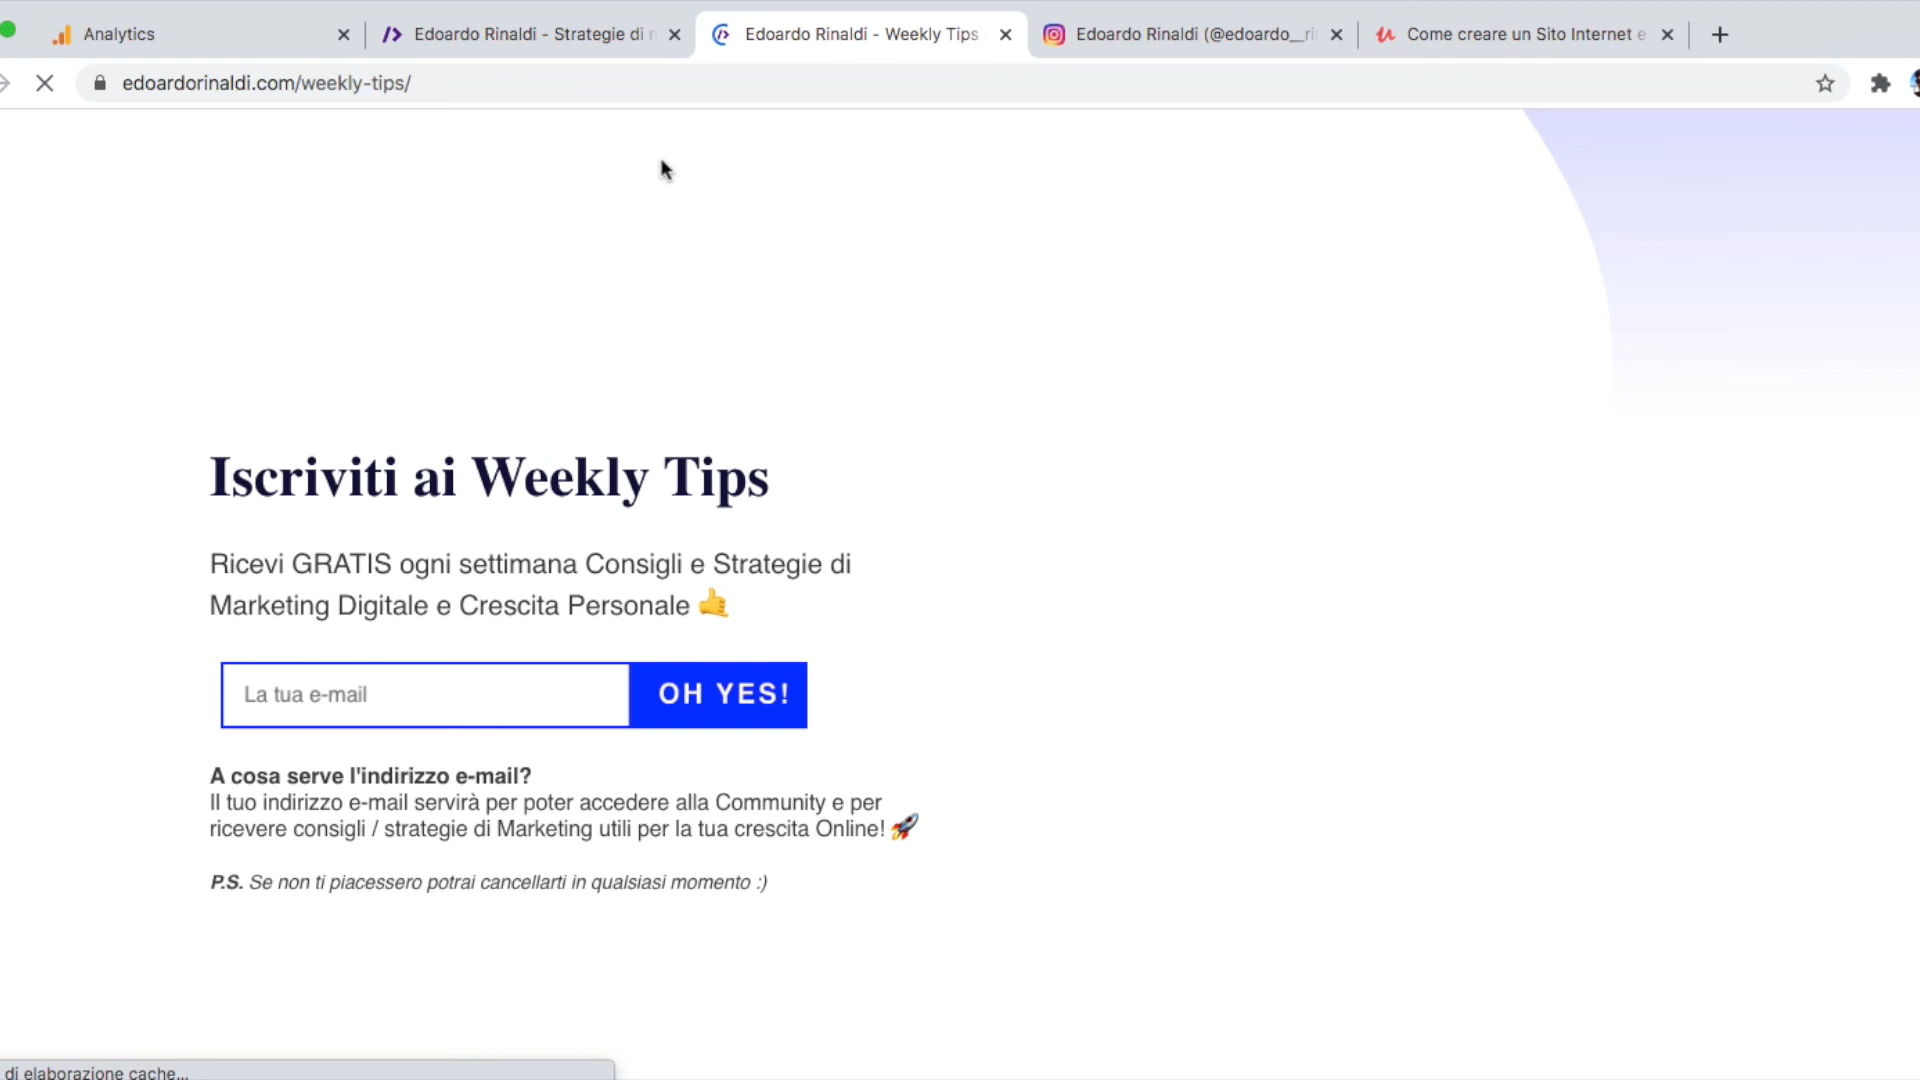 Analytics
Edoardo Rinaldi - Strategie di
Edoardo Rinaldi - Weekly Tips
Edoardo Rinaldi (@edoardo__ri
Come creare un Sito Internet e
edoardorinaldi.com/weekly-tips/
Iscriviti ai Weekly Tips
Ricevi GRATIS ogni settimana Consigli e Strategie di
Marketing Digitale e Crescita Personale 🤙
La tua e-mail
OH YES!
A cosa serve l'indirizzo e-mail?
Il tuo indirizzo e-mail servirà per poter accedere alla Community e per
ricevere consigli / strategie di Marketing utili per la tua crescita Online! 🚀
P.S. Se non ti piacessero potrai cancellarti in qualsiasi momento :)
di elaborazione cache...